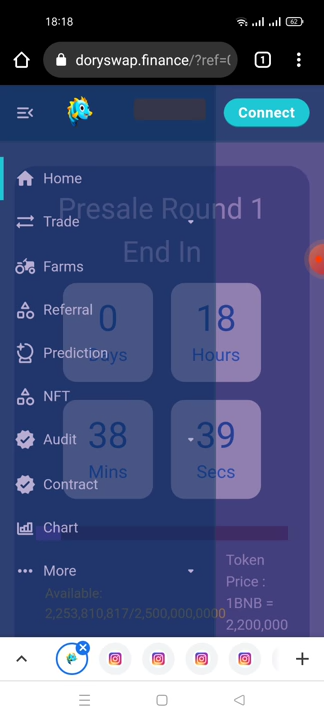 18:18
62
doryswap.finance/?ref=0
1
Connect
Home
Presale Round 1
Trade
End In
Farms
Referral
0
18
Prediction
Days
Hours
NFT
Audit
38
39
Mins
Secs
Contract
Chart
More
Available:
2,253,810,817/2,500,000,0000
Token
Price :
1BNB =
2,200,000